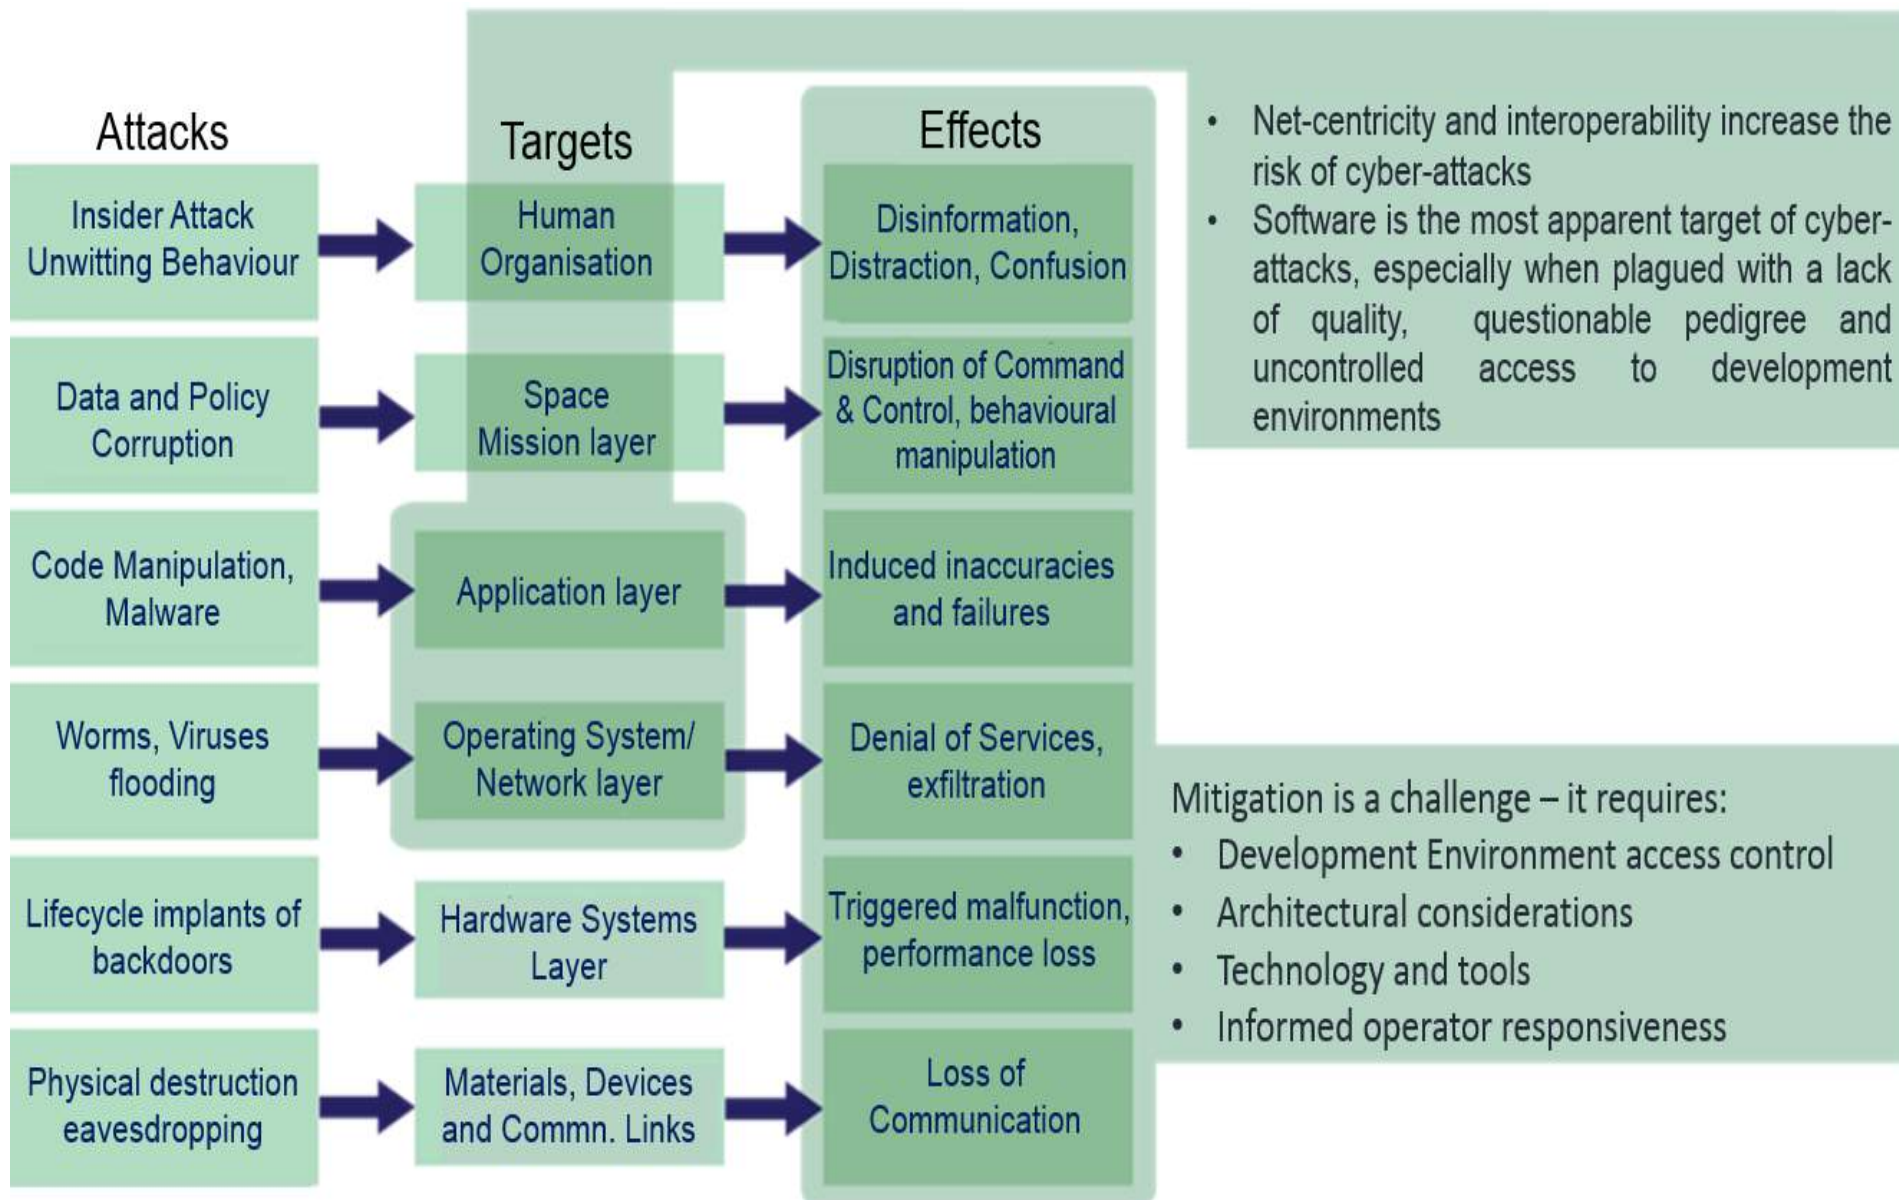 Attacks
Targets
Effects
Insider Attack
Unwitting Behaviour
Human
Organisation
Disinformation,
Distraction, Confusion
Data and Policy
Corruption
Space
Mission layer
Disruption of Command
& Control, behavioural
manipulation
Code Manipulation,
Malware
Application layer
Induced inaccuracies
and failures
Worms, Viruses
flooding
Operating System/
Network layer
Denial of Services,
exfiltration
Lifecycle implants of
backdoors
Hardware Systems
Layer
Triggered malfunction,
performance loss
Physical destruction
eavesdropping
Materials, Devices
and Commn. Links
Loss of
Communication
• Net-centricity and interoperability increase the
risk of cyber-attacks
• Software is the most apparent target of cyber-
attacks, especially when plagued with a lack
of quality, questionable pedigree and
uncontrolled access to development
environments
Mitigation is a challenge – it requires:
• Development Environment access control
• Architectural considerations
• Technology and tools
• Informed operator responsiveness